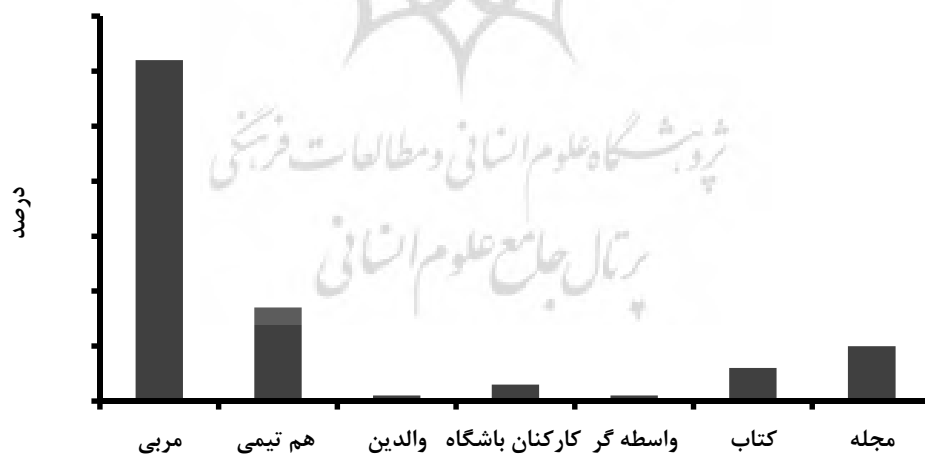 پژوهشگاه علوم انسانی و مطالعات فرهنگی
پرتال جامع علوم انسانی
درصد
مربی هم تیمی والدین کارکنان باشگاه واسطه گر کتاب مجله